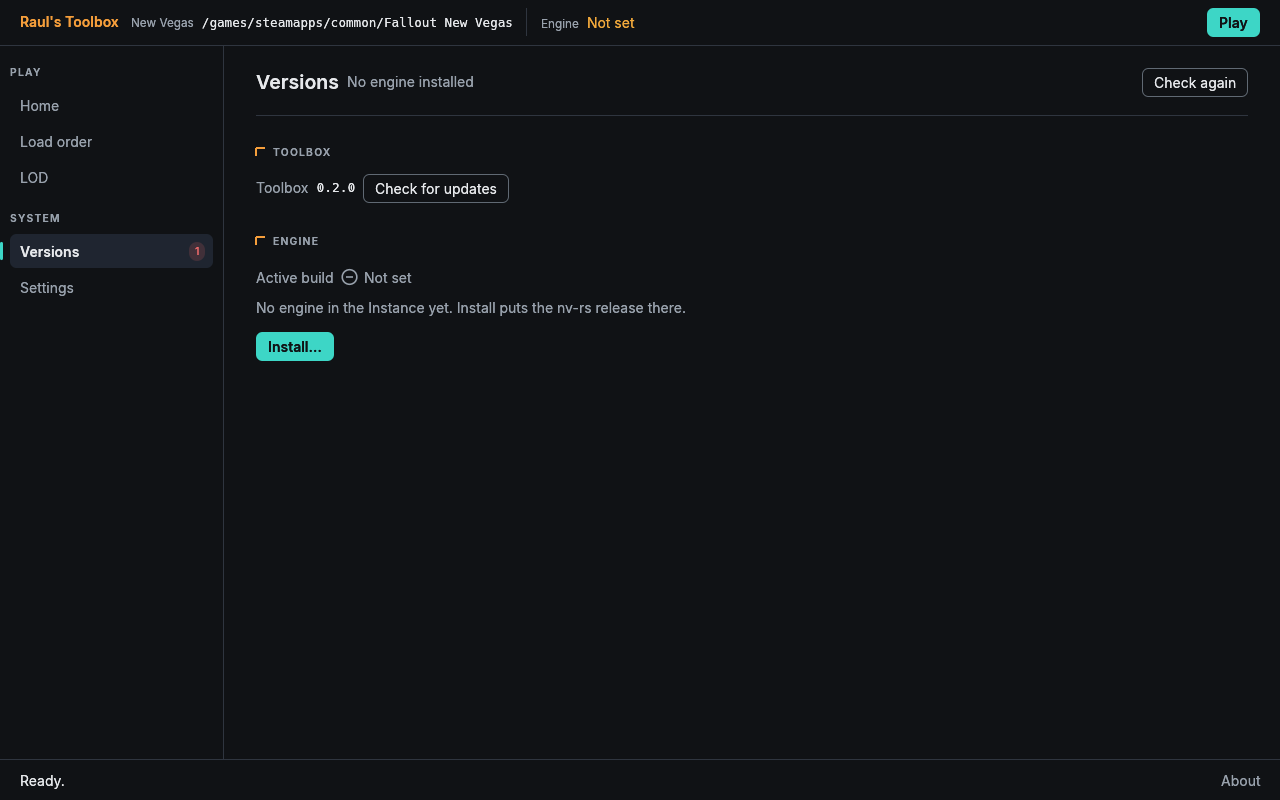 Raul's Toolbox New Vegas /games/steamapps/common/Fallout New Vegas Engine Not set Play
PLAY
Home
Load order
LOD
SYSTEM
Versions 1
Settings
Versions No engine installed Check again
TOOLBOX
Toolbox 0.2.0 Check for updates
ENGINE
Active build Not set
No engine in the Instance yet. Install puts the nv-rs release there.
Install...
Ready. About